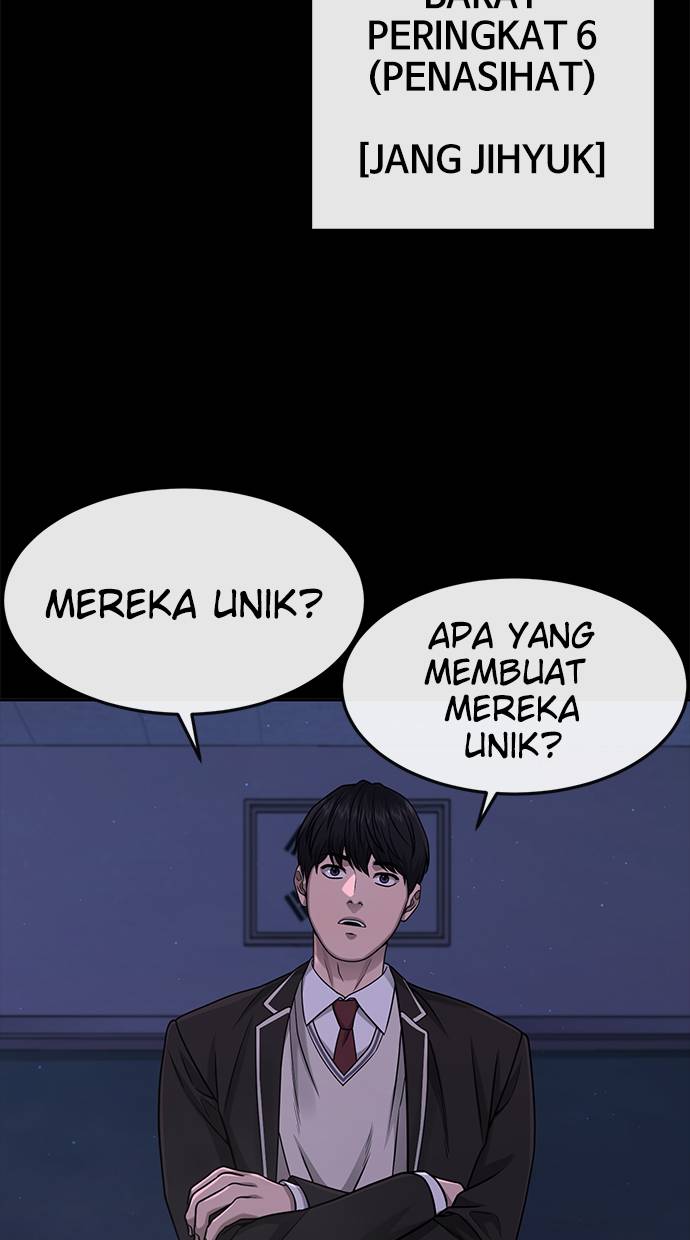 PERINGKAT 6
(PENASIHAT)
[JANG JIHYUK]
MEREKA UNIK?
APA YANG
MEMBUAT
MEREKA
UNIK?